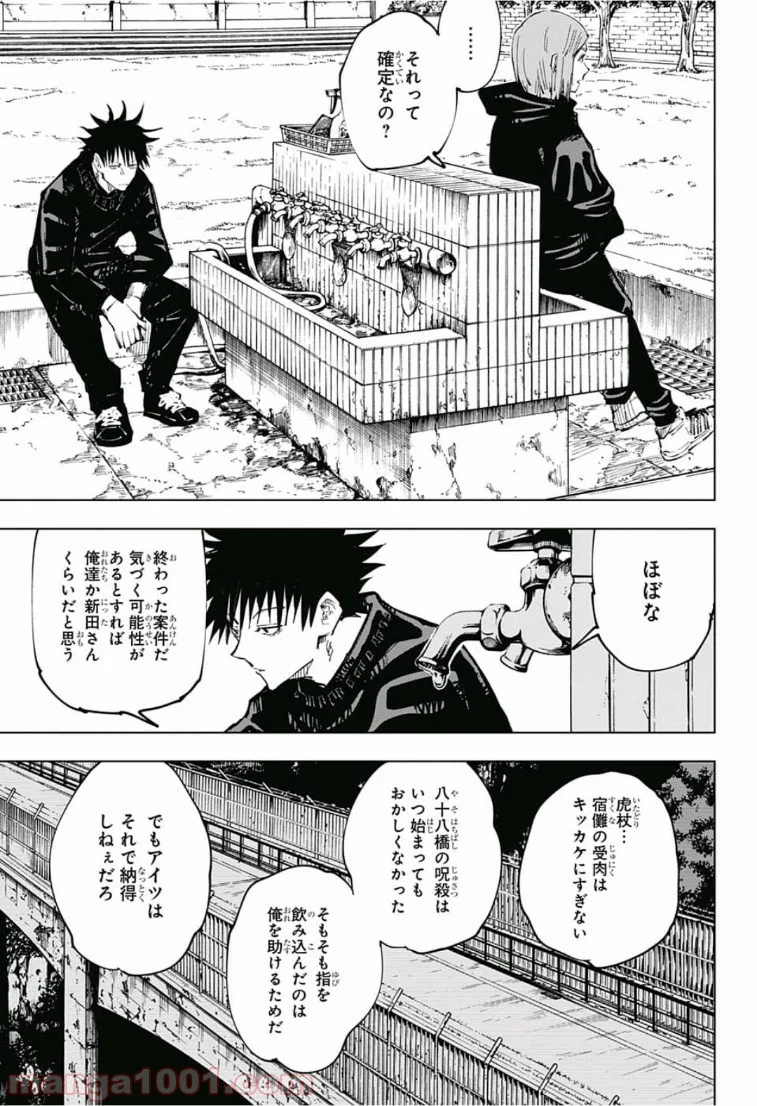 ……
それって
確定なの？
ほぼな
終わった案件だ
気づく可能性が
あるとすれば
俺達か新田さん
くらいだと思う
虎杖…
宿儺の受肉は
キッカケにすぎない
八十八橋の呪殺は
いつ始まっても
おかしくなかった
そもそも指を
飲み込んだのは
俺を助けるためだ
でもアイツは
それで納得
しねぇだろ
manga1001.com